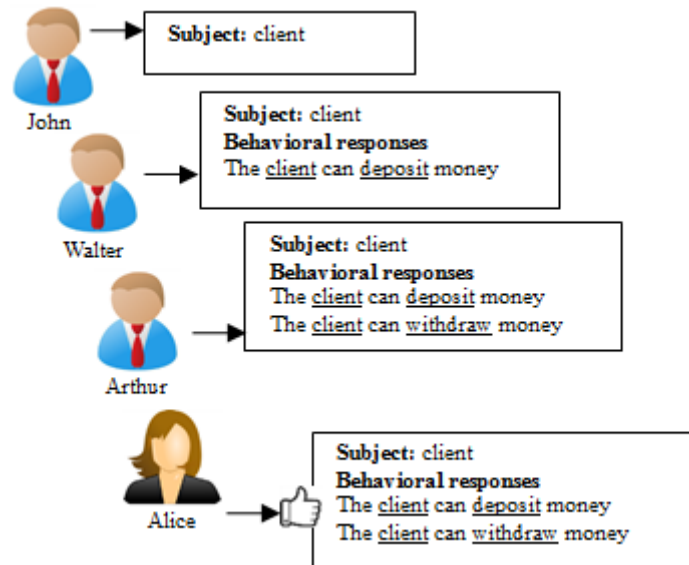 Subject: client
John
Subject: client
Behavioral responses
The client can deposit money
Walter
Subject: client
Behavioral responses
The client can deposit money
The client can withdraw money
Arthur
Subject: client
Behavioral responses
The client can deposit money
The client can withdraw money
Alice